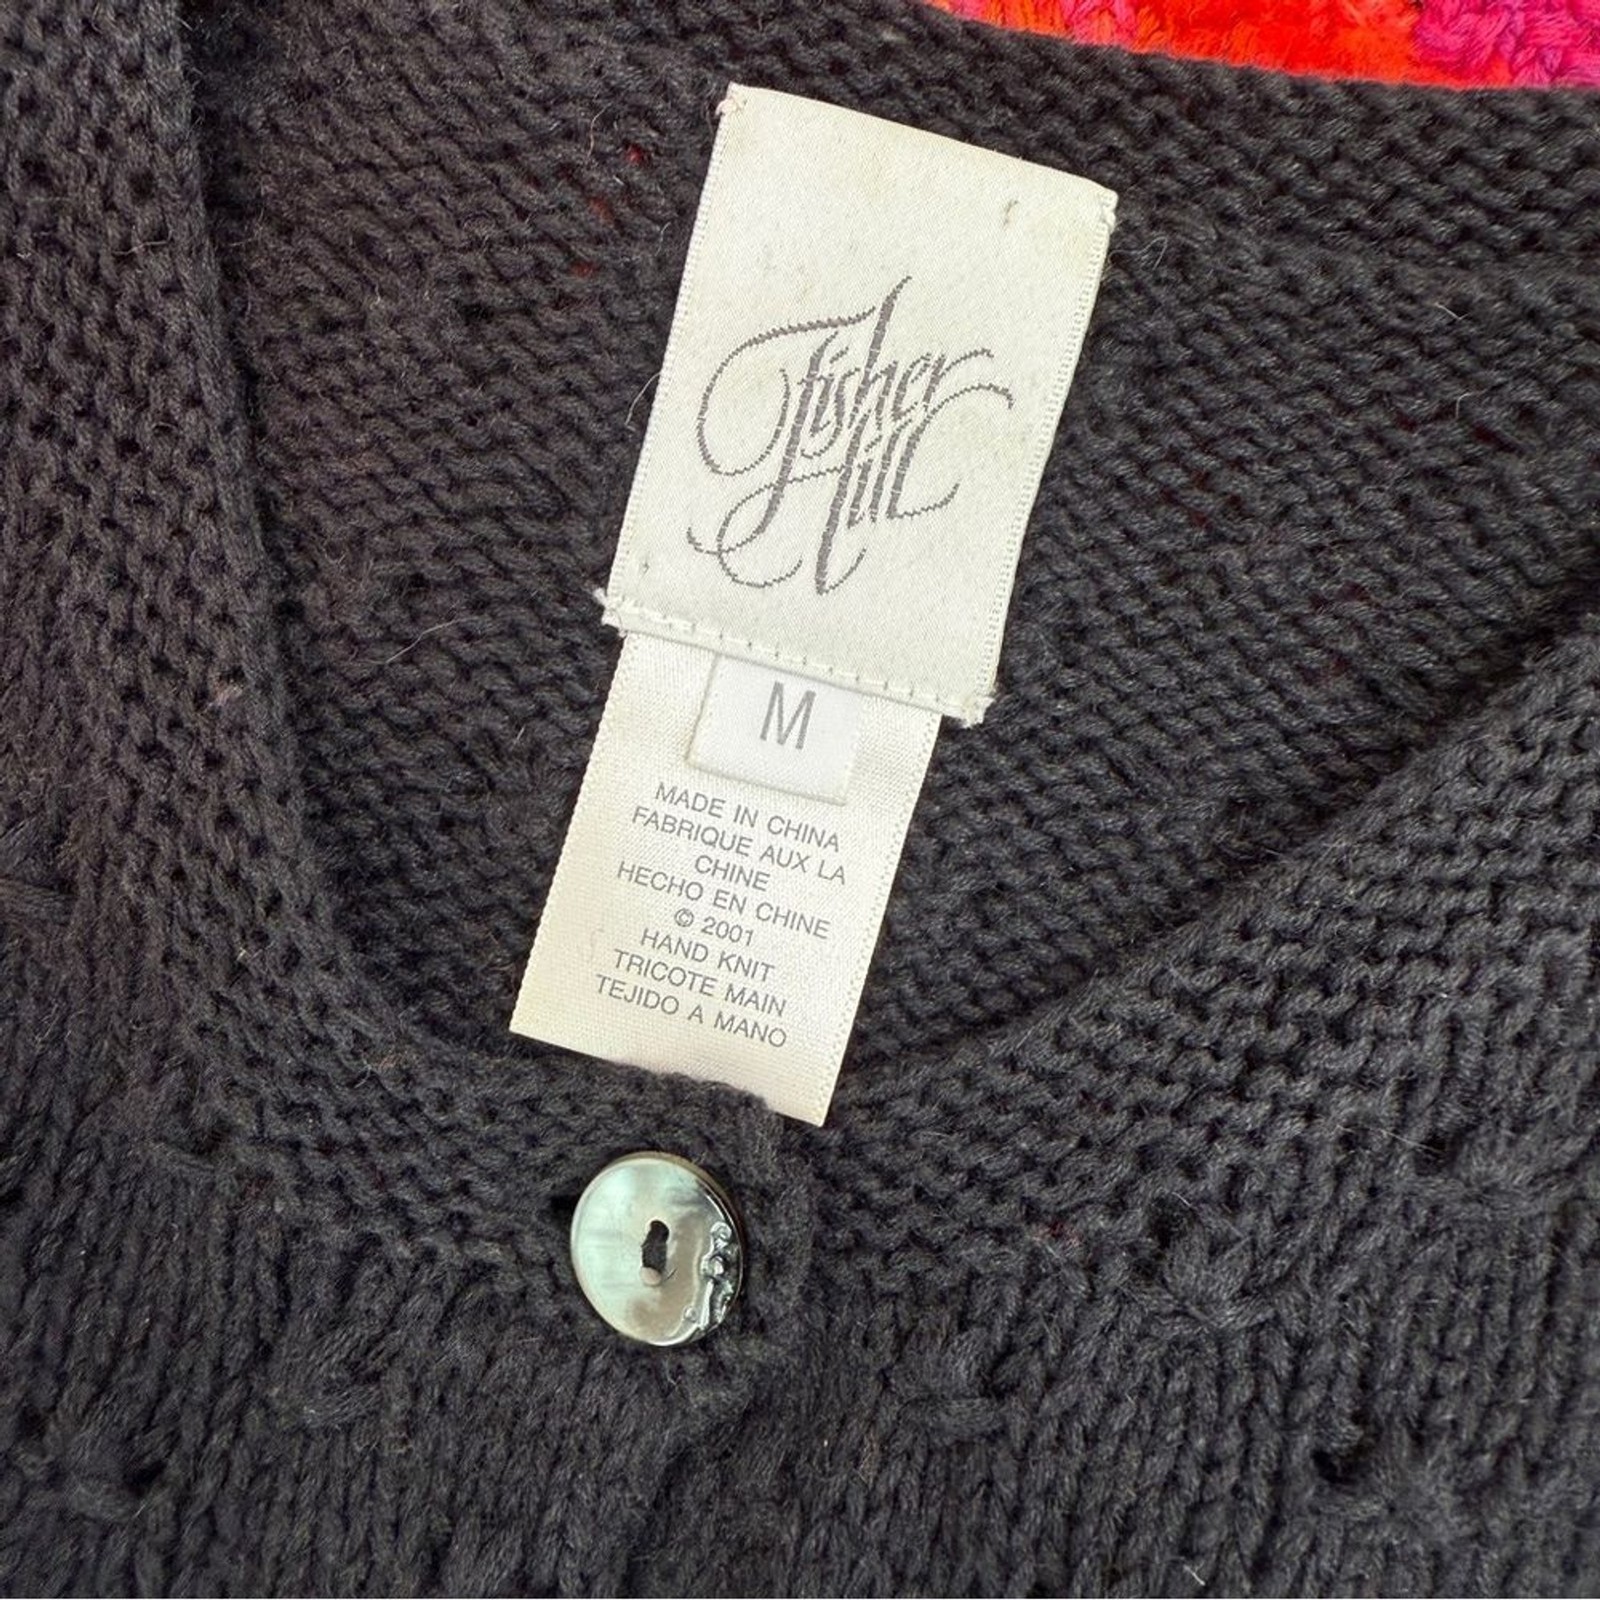 Fisher
Hill
M
MADE IN CHINA
FABRIQUE AUX LA
CHINE
HECHO EN CHINE
© 2001
HAND KNIT
TRICOTE MAIN
TEJIDO A MANO